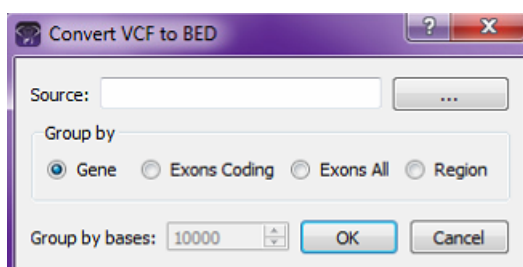 Convert VCF to BED ? X
Source: ...
Group by
Gene Exons Coding Exons All Region
Group by bases: 10000 OK Cancel